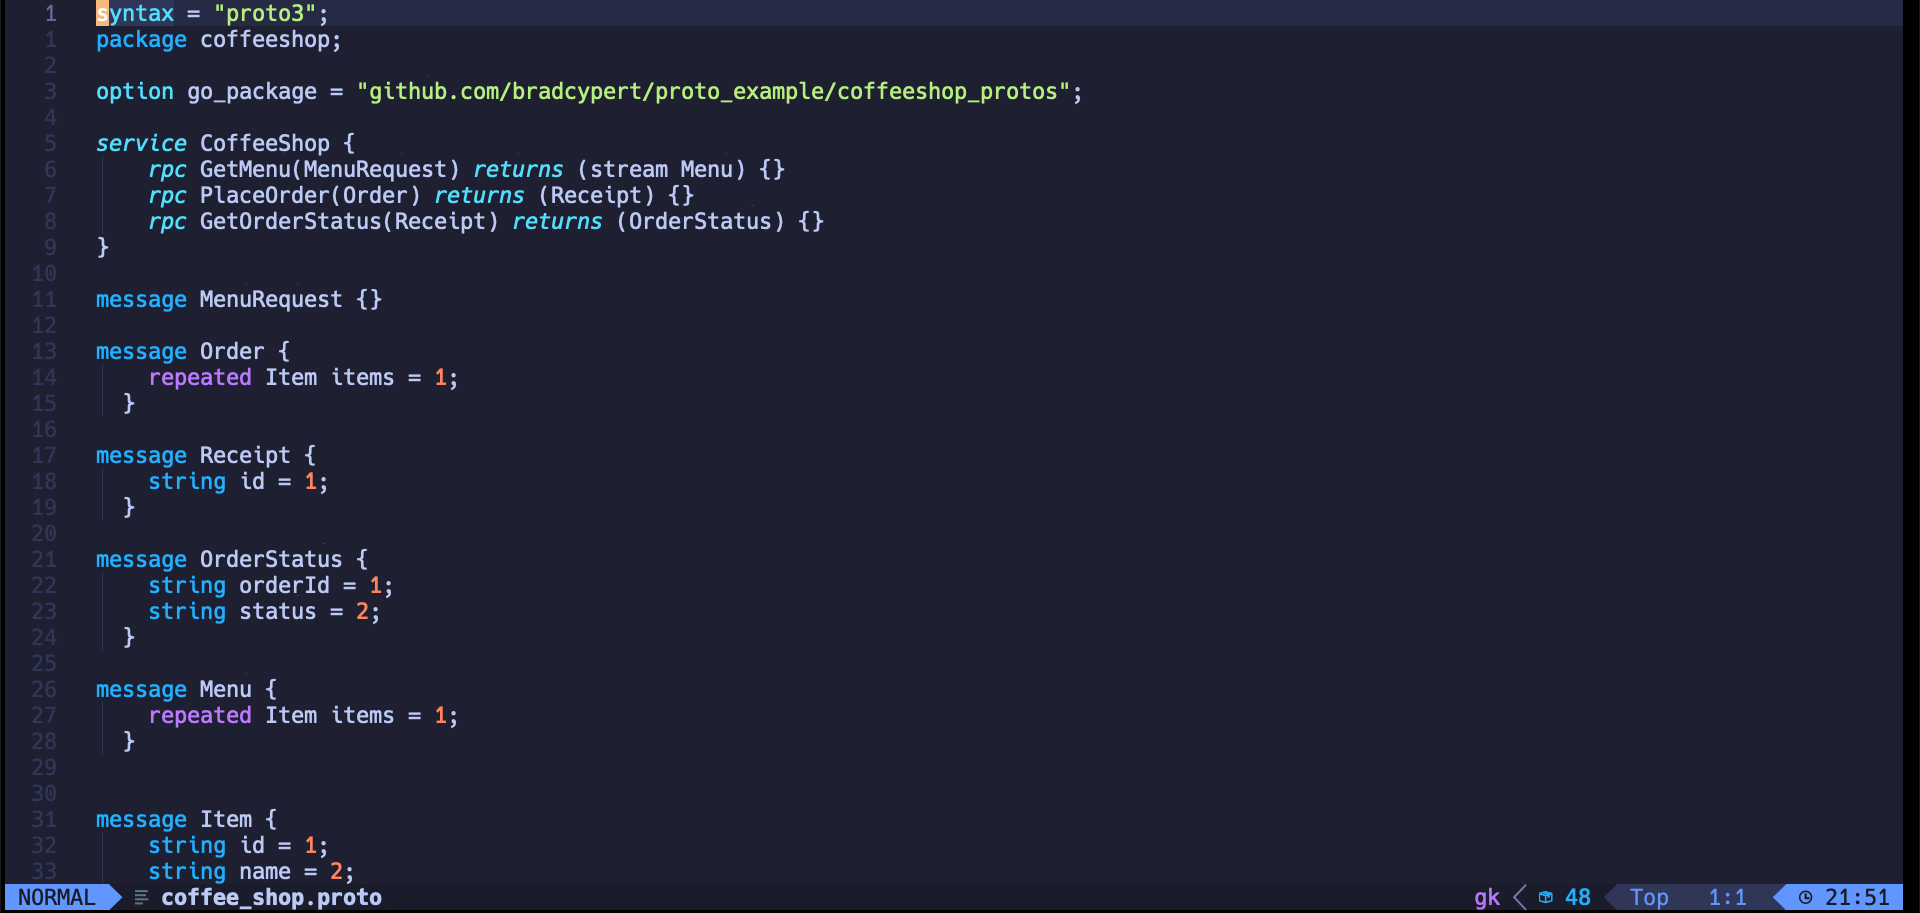 1 syntax = "proto3";
1 package coffeeshop;
2
3 option go_package = "github.com/bradcypert/proto_example/coffeeshop_protos";
4
5 service CoffeeShop {
6     rpc GetMenu(MenuRequest) returns (stream Menu) {}
7     rpc PlaceOrder(Order) returns (Receipt) {}
8     rpc GetOrderStatus(Receipt) returns (OrderStatus) {}
9 }
10
11 message MenuRequest {}
12
13 message Order {
14     repeated Item items = 1;
15   }
16
17 message Receipt {
18     string id = 1;
19   }
20
21 message OrderStatus {
22     string orderId = 1;
23     string status = 2;
24   }
25
26 message Menu {
27     repeated Item items = 1;
28   }
29
30
31 message Item {
32     string id = 1;
33     string name = 2;
NORMAL coffee_shop.proto gk 48 Top 1:1 21:51